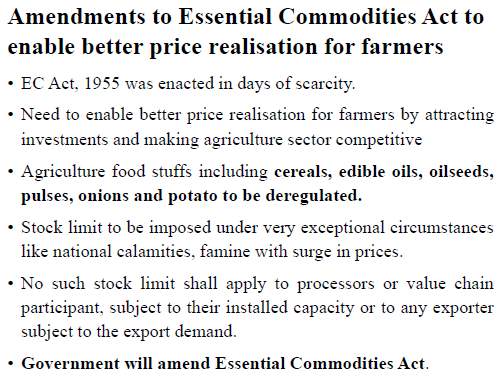 Amendments to Essential Commodities Act to
enable better price realisation for farmers
• EC Act, 1955 was enacted in days of scarcity.
• Need to enable better price realisation for farmers by attracting
investments and making agriculture sector competitive
• Agriculture food stuffs including cereals, edible oils, oilseeds,
pulses, onions and potato to be deregulated.
• Stock limit to be imposed under very exceptional circumstances
like national calamities, famine with surge in prices.
• No such stock limit shall apply to processors or value chain
participant, subject to their installed capacity or to any exporter
subject to the export demand.
• Government will amend Essential Commodities Act.